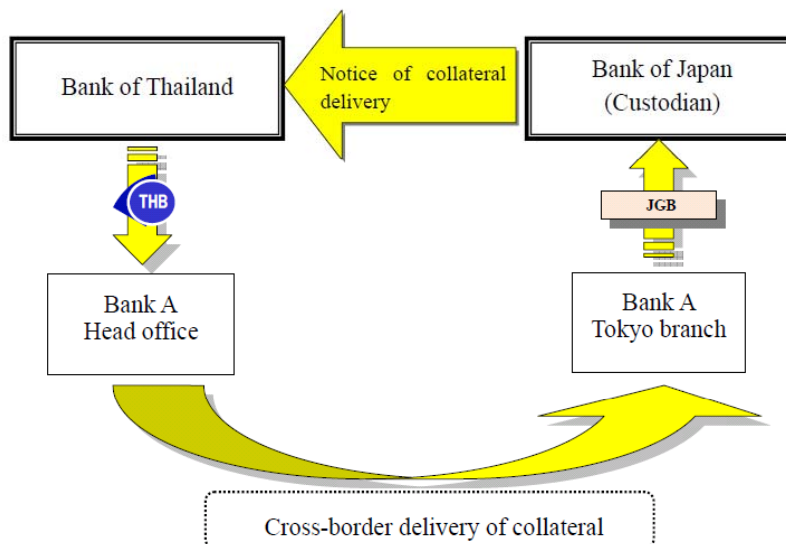 Bank of Thailand
Notice of collateral
delivery
Bank of Japan
(Custodian)
THB
JGB
Bank A
Head office
Bank A
Tokyo branch
Cross-border delivery of collateral